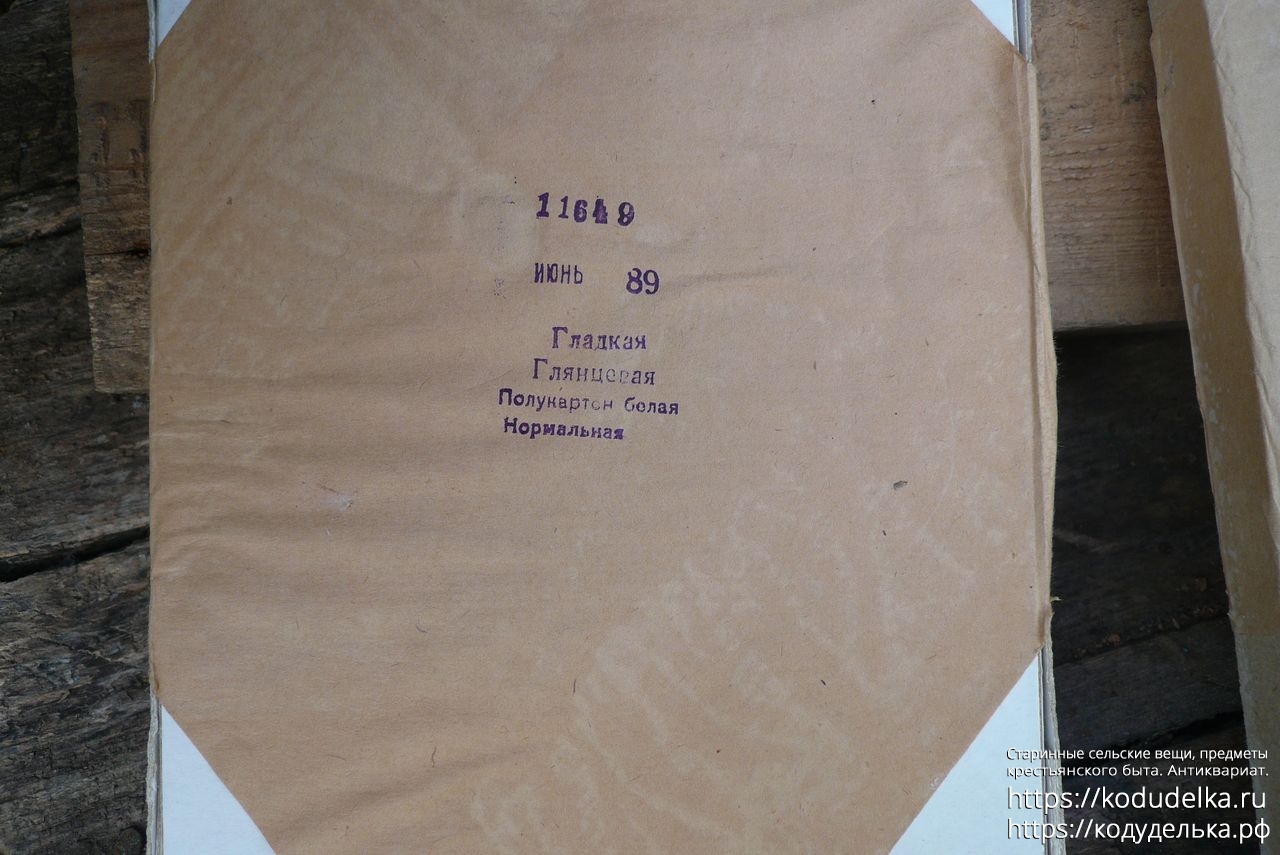 11649
ИЮНЬ 89
Гладкая
Глянцевая
Полукартон белая
Нормальная
Старинные сельские вещи, предметы
крестьянского быта. Антиквариат.
https://kodudelka.ru
https://кодуделька.рф